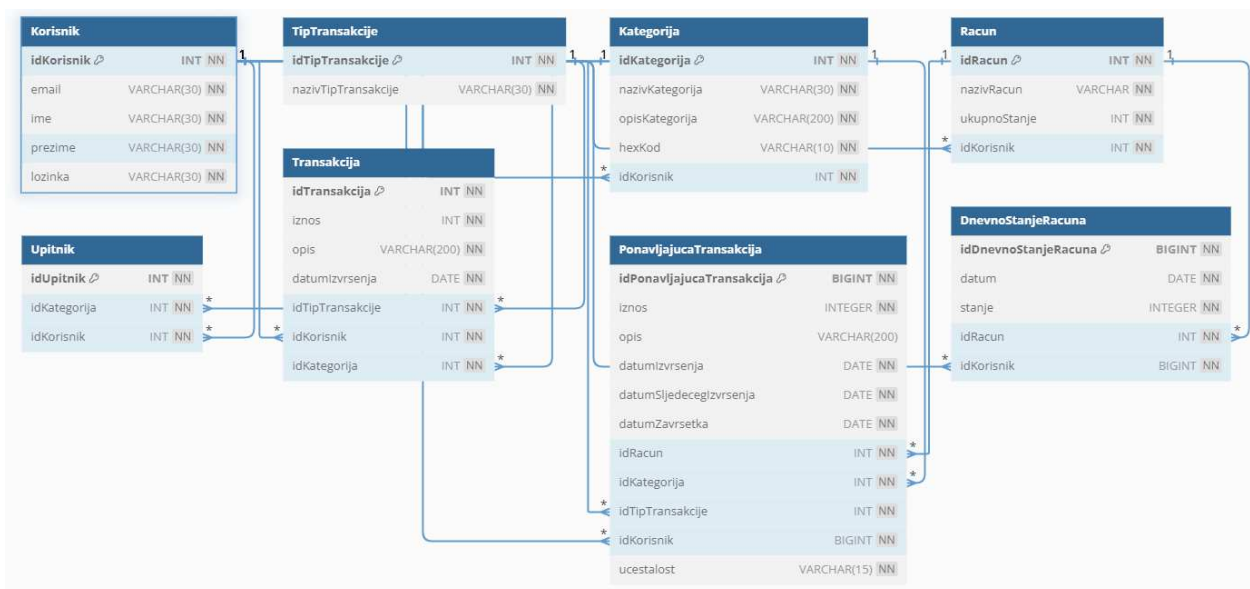 Korisnik
idKorisnik INT NN
email VARCHAR(30) NN
ime VARCHAR(30) NN
prezime VARCHAR(30) NN
lozinka VARCHAR(30) NN
TipTransakcije
idTipTransakcije INT NN
nazivTipTransakcije VARCHAR(30) NN
Kategorija
idKategorija INT NN
nazivKategorija VARCHAR(30) NN
opisKategorija VARCHAR(200) NN
hexKod VARCHAR(10) NN
idKorisnik INT NN
Racun
idRacun INT NN
nazivRacun VARCHAR NN
ukupnoStanje INT NN
idKorisnik INT NN
Upitnik
idUpitnik INT NN
idKategorija INT NN
idKorisnik INT NN
Transakcija
idTransakcija INT NN
iznos INT NN
opis VARCHAR(200) NN
datumIzvrsenja DATE NN
idTipTransakcije INT NN
idKorisnik INT NN
idKategorija INT NN
PonavljajucaTransakcija
idPonavljajucaTransakcija BIGINT NN
iznos INTEGER NN
opis VARCHAR(200)
datumIzvrsenja DATE NN
datumSljedecegIzvrsenja DATE NN
datumZavrsetka DATE NN
idRacun INT NN
idKategorija INT NN
idTipTransakcije INT NN
idKorisnik BIGINT NN
ucestalost VARCHAR(15) NN
DnevnoStanjeRacuna
idDnevnoStanjeRacuna BIGINT NN
datum DATE NN
stanje INTEGER NN
idRacun INT NN
idKorisnik BIGINT NN
1
1
1
1
1
1
*
*
*
*
*
*
*
*
*
*
*